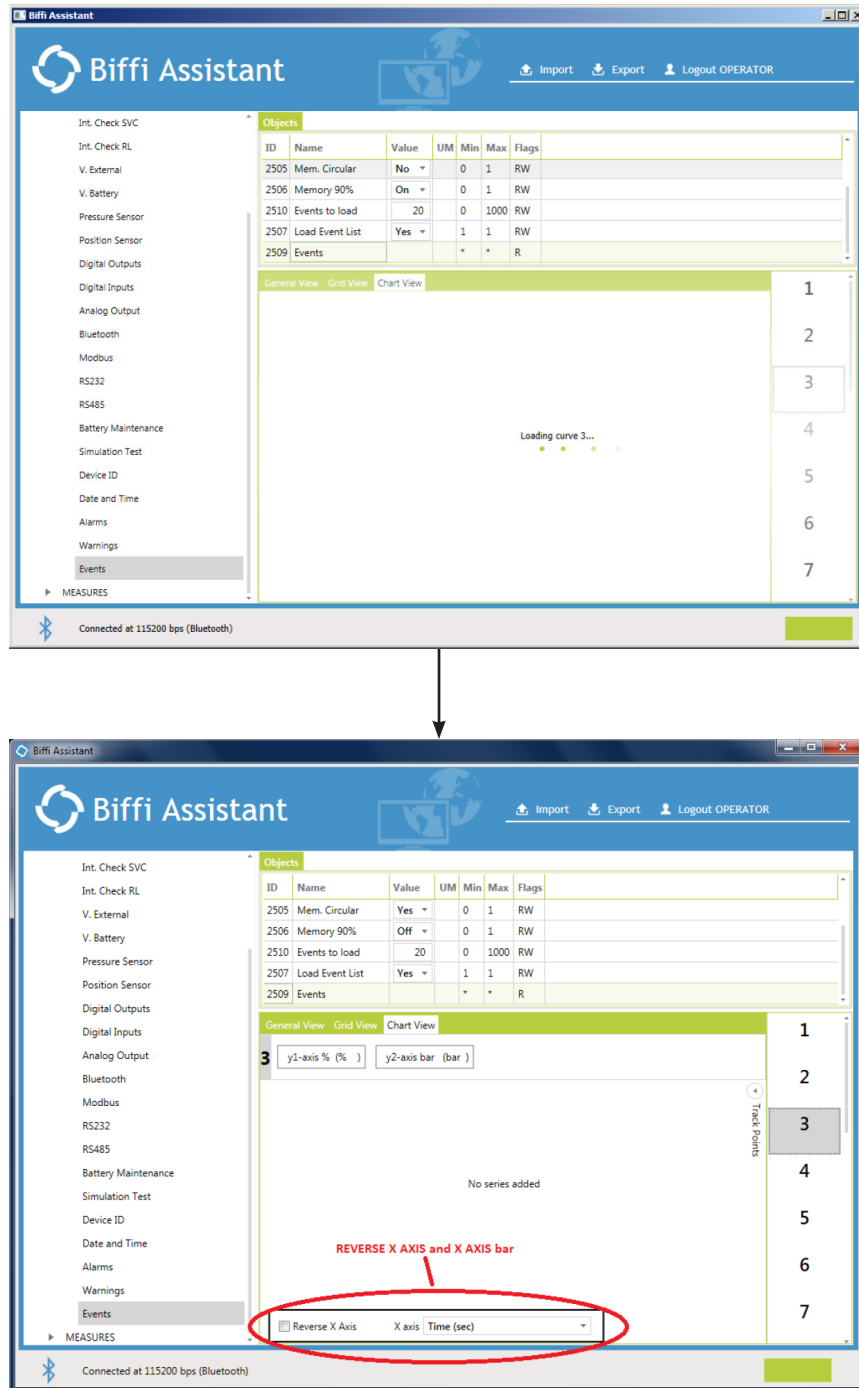 Biffi Assistant
Biffi Assistant
Import Export Logout OPERATOR
Int. Check SVC
Int. Check RL
V. External
V. Battery
Pressure Sensor
Position Sensor
Digital Outputs
Digital Inputs
Analog Output
Bluetooth
Modbus
RS232
RS485
Battery Maintenance
Simulation Test
Device ID
Date and Time
Alarms
Warnings
Events
MEASURES
Objects
ID Name Value UM Min Max Flags
2505 Mem. Circular No 0 1 RW
2506 Memory 90% On 0 1 RW
2510 Events to load 20 0 1000 RW
2507 Load Event List Yes 1 1 RW
2509 Events * * R
General View Grid View Chart View
Loading curve 3...
1
2
3
4
5
6
7
Connected at 115200 bps (Bluetooth)
Biffi Assistant
Biffi Assistant
Import Export Logout OPERATOR
Int. Check SVC
Int. Check RL
V. External
V. Battery
Pressure Sensor
Position Sensor
Digital Outputs
Digital Inputs
Analog Output
Bluetooth
Modbus
RS232
RS485
Battery Maintenance
Simulation Test
Device ID
Date and Time
Alarms
Warnings
Events
MEASURES
Objects
ID Name Value UM Min Max Flags
2505 Mem. Circular Yes 0 1 RW
2506 Memory 90% Off 0 1 RW
2510 Events to load 20 0 1000 RW
2507 Load Event List Yes 1 1 RW
2509 Events * * R
General View Grid View Chart View
3 y1-axis % (% ) y2-axis bar (bar )
Track Points
No series added
REVERSE X AXIS and X AXIS bar
Reverse X Axis X axis Time (sec)
1
2
3
4
5
6
7
Connected at 115200 bps (Bluetooth)